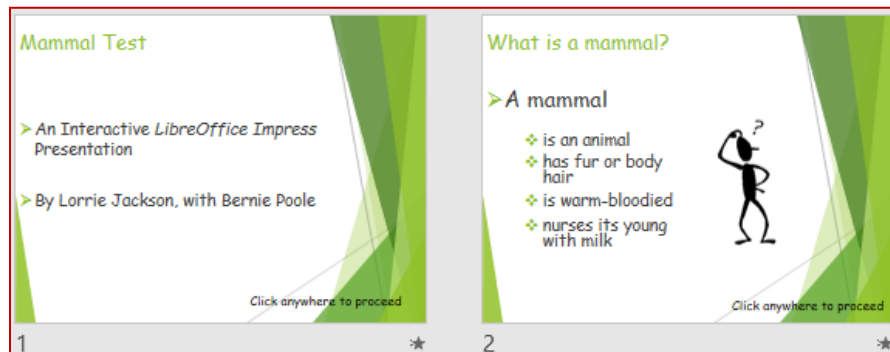 Mammal Test
An Interactive LibreOffice Impress
Presentation
By Lorrie Jackson, with Bernie Poole
Click anywhere to proceed
1
What is a mammal?
A mammal
is an animal
has fur or body
hair
is warm-bloodied
nurses its young
with milk
?
Click anywhere to proceed
2